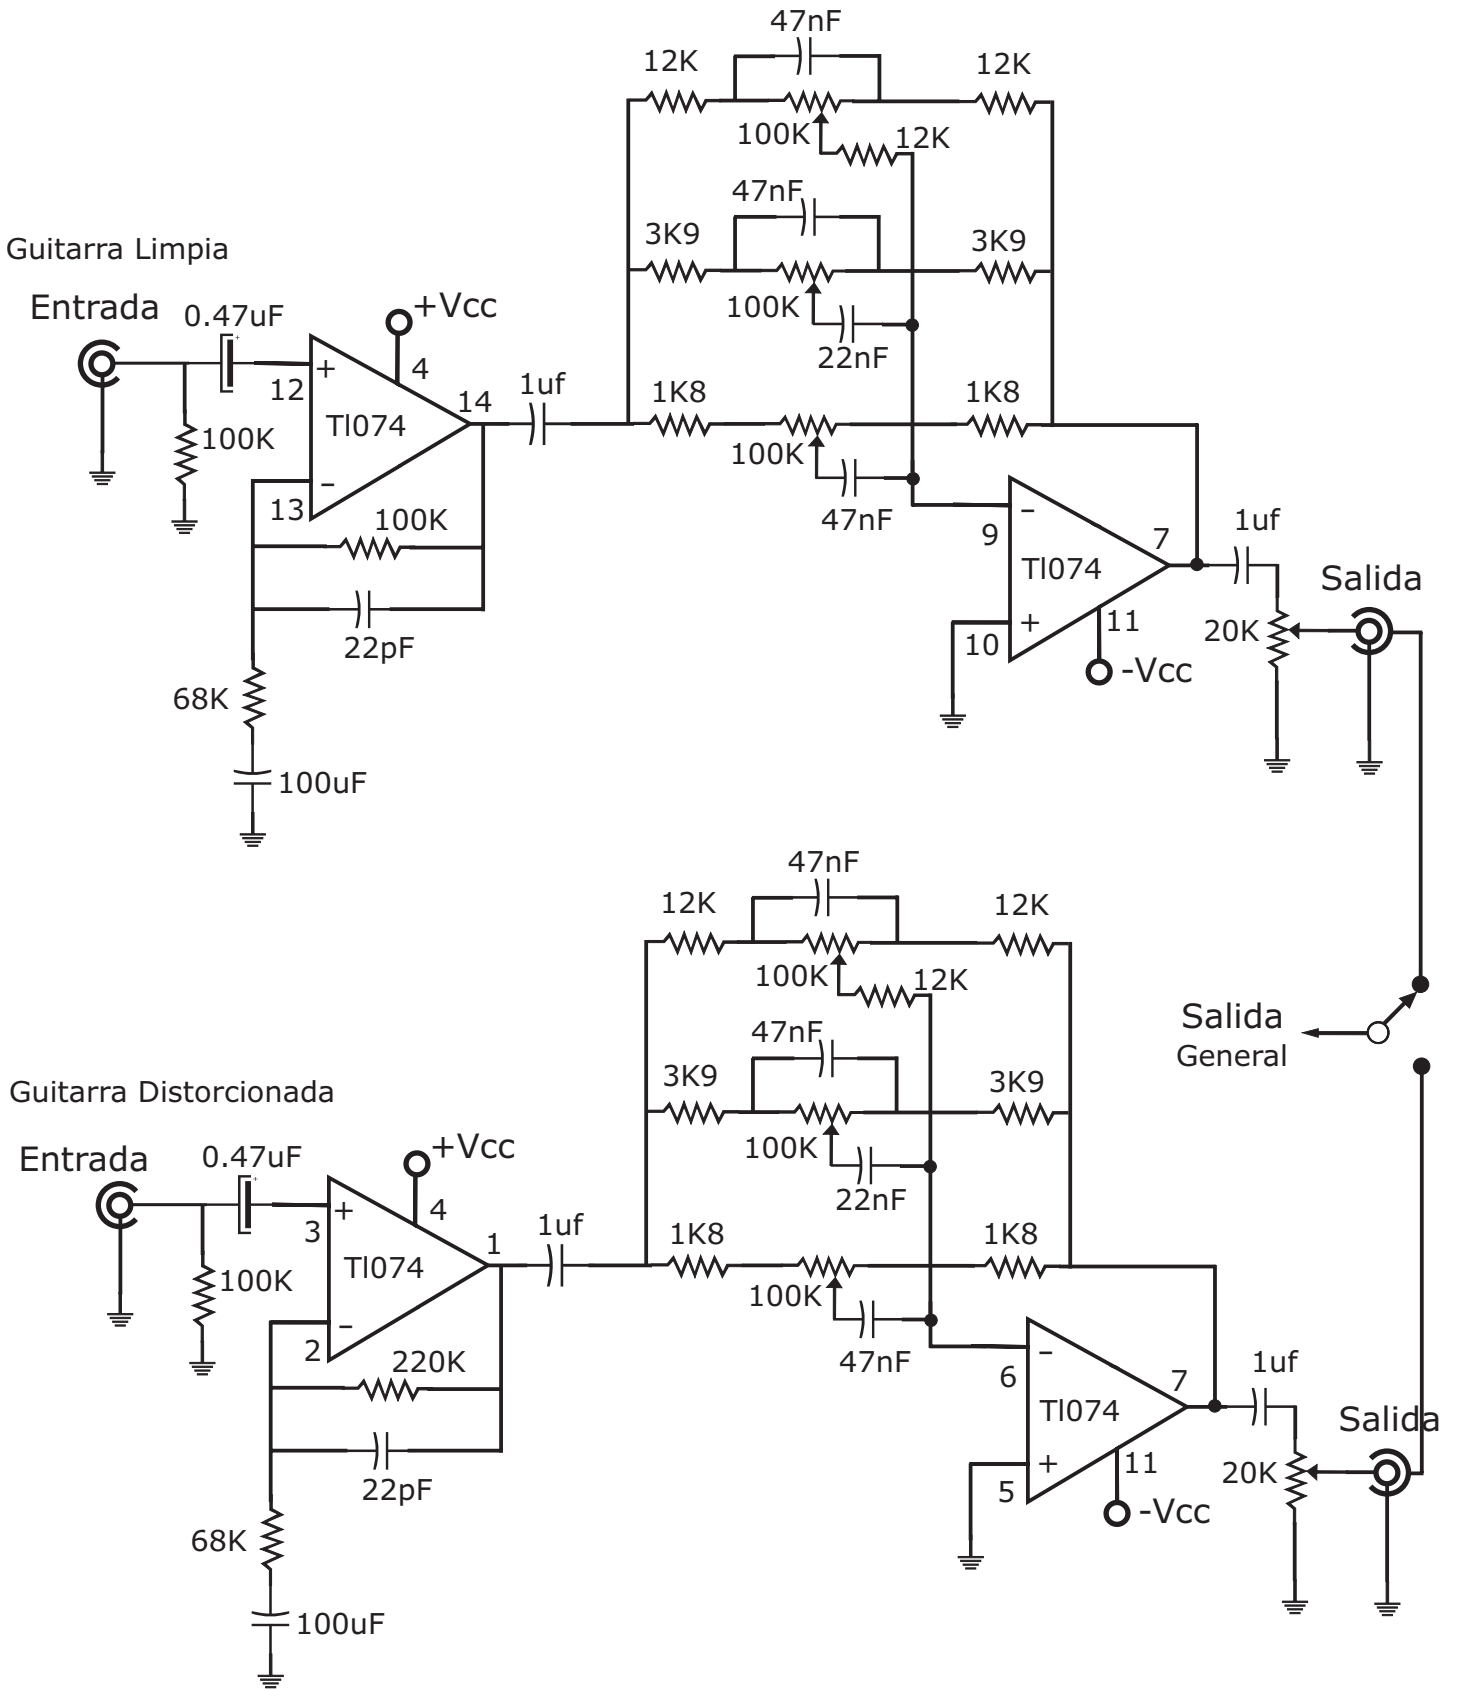 47nF
12K
12K
100K
12K
47nF
3K9
3K9
Guitarra Limpia
Entrada
0.47uF
+Vcc
100K
22nF
+
12
4
1K8
1K8
14
1uf
Tl074
100K
100K
47nF
-
13
100K
-
9
7
1uf
Tl074
Salida
22pF
+
10
11
20K
-Vcc
68K
100uF
47nF
12K
12K
100K
12K
Salida
General
47nF
3K9
3K9
Guitarra Distorcionada
Entrada
0.47uF
+Vcc
100K
22nF
+
3
4
1K8
1K8
1
1uf
Tl074
100K
100K
47nF
-
2
220K
-
6
7
1uf
Tl074
Salida
22pF
+
5
11
20K
-Vcc
68K
100uF